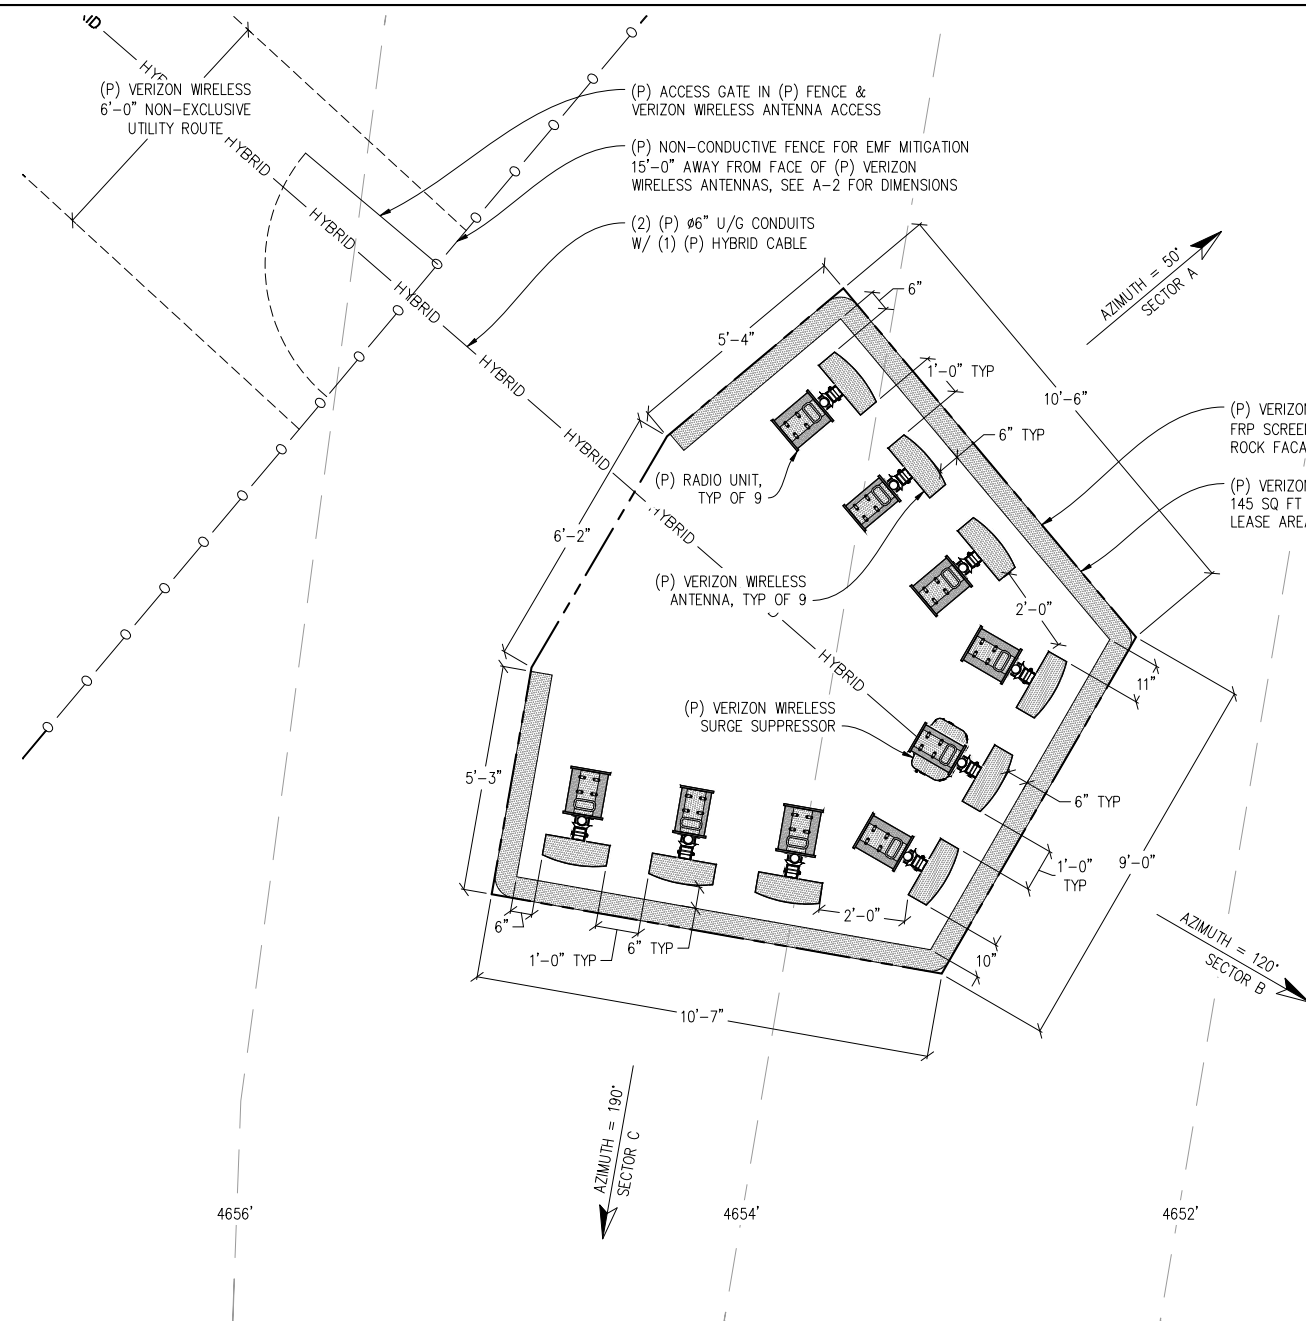 HYBRID
(P) VERIZON WIRELESS
6'-0" NON-EXCLUSIVE
UTILITY ROUTE
(P) ACCESS GATE IN (P) FENCE &
VERIZON WIRELESS ANTENNA ACCESS
HYBRID
(P) NON-CONDUCTIVE FENCE FOR EMF MITIGATION
15'-0" AWAY FROM FACE OF (P) VERIZON
WIRELESS ANTENNAS, SEE A-2 FOR DIMENSIONS
HYBRID
(2) (P) ø6" U/G CONDUITS
W/ (1) (P) HYBRID CABLE
HYBRID
HYBRID
HYBRID
HYBRID
HYBRID
AZIMUTH = 50°
SECTOR A
6"
5'-4"
1'-0" TYP
10'-6"
6" TYP
(P) VERIZON
FRP SCREE
ROCK FACA
(P) RADIO UNIT,
TYP OF 9
(P) VERIZON
145 SQ FT
LEASE AREA
6'-2"
(P) VERIZON WIRELESS
ANTENNA, TYP OF 9
2'-0"
11"
(P) VERIZON WIRELESS
SURGE SUPPRESSOR
5'-3"
6" TYP
9'-0"
1'-0"
TYP
6"
1'-0" TYP
6" TYP
2'-0"
10"
10'-7"
AZIMUTH = 120°
SECTOR B
AZIMUTH = 190°
SECTOR C
4656'
4654'
4652'